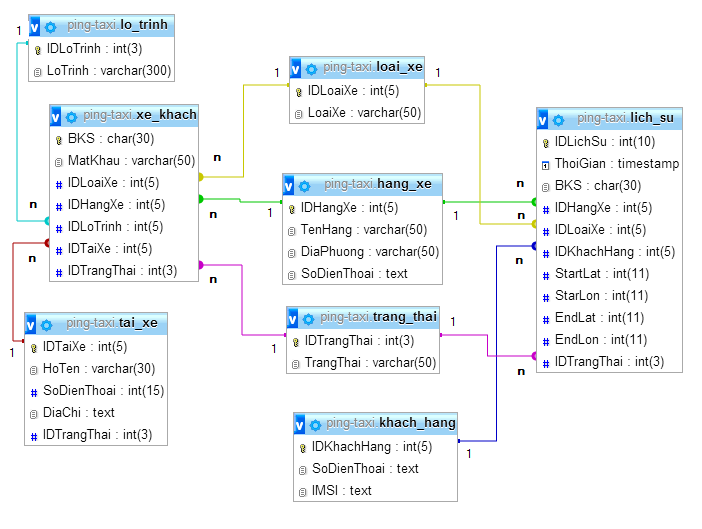 ping-taxi.lo_trinh
IDLoTrinh : int(3)
LoTrinh : varchar(300)
1
ping-taxi.xe_khach
BKS : char(30)
MatKhau : varchar(50)
IDLoaiXe : int(5)
IDHangXe : int(5)
IDLoTrinh : int(5)
IDTaiXe : int(5)
IDTrangThai : int(3)
n
n
n
n
n
ping-taxi.tai_xe
IDTaiXe : int(5)
HoTen : varchar(30)
SoDienThoai : int(15)
DiaChi : text
IDTrangThai : int(3)
1
ping-taxi.loai_xe
IDLoaiXe : int(5)
LoaiXe : varchar(50)
1
1
ping-taxi.hang_xe
IDHangXe : int(5)
TenHang : varchar(50)
DiaPhuong : varchar(50)
SoDienThoai : text
1
1
ping-taxi.trang_thai
IDTrangThai : int(3)
TrangThai : varchar(50)
1
1
ping-taxi.khach_hang
IDKhachHang : int(5)
SoDienThoai : text
IMSI : text
1
ping-taxi.lich_su
IDLichSu : int(10)
ThoiGian : timestamp
BKS : char(30)
IDHangXe : int(5)
IDLoaiXe : int(5)
IDKhachHang : int(5)
StartLat : int(11)
StarLon : int(11)
EndLat : int(11)
EndLon : int(11)
IDTrangThai : int(3)
n
n
n
n